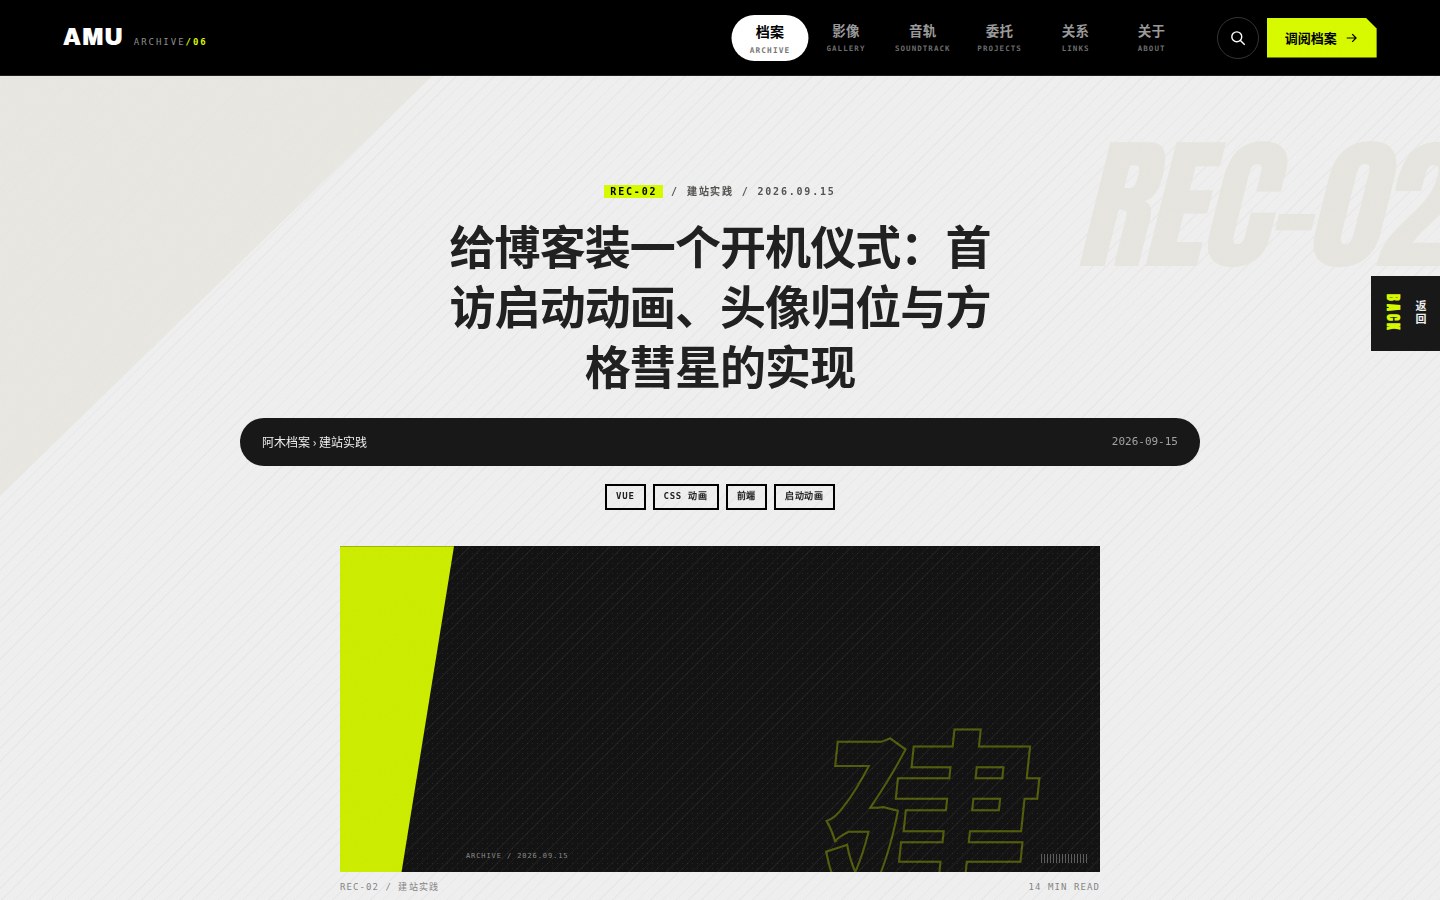 AMU ARCHIVE/06
档案 影像 音轨 委托 关系 关于
ARCHIVE GALLERY SOUNDTRACK PROJECTS LINKS ABOUT
调阅档案 →
REC-02
REC-02 / 建站实践 / 2026.09.15
给博客装一个开机仪式：首
访启动动画、头像归位与方
格彗星的实现
BACK 返回
阿木档案 › 建站实践 2026-09-15
VUE CSS 动画 前端 启动动画
建
ARCHIVE / 2026.09.15
REC-02 / 建站实践 14 MIN READ